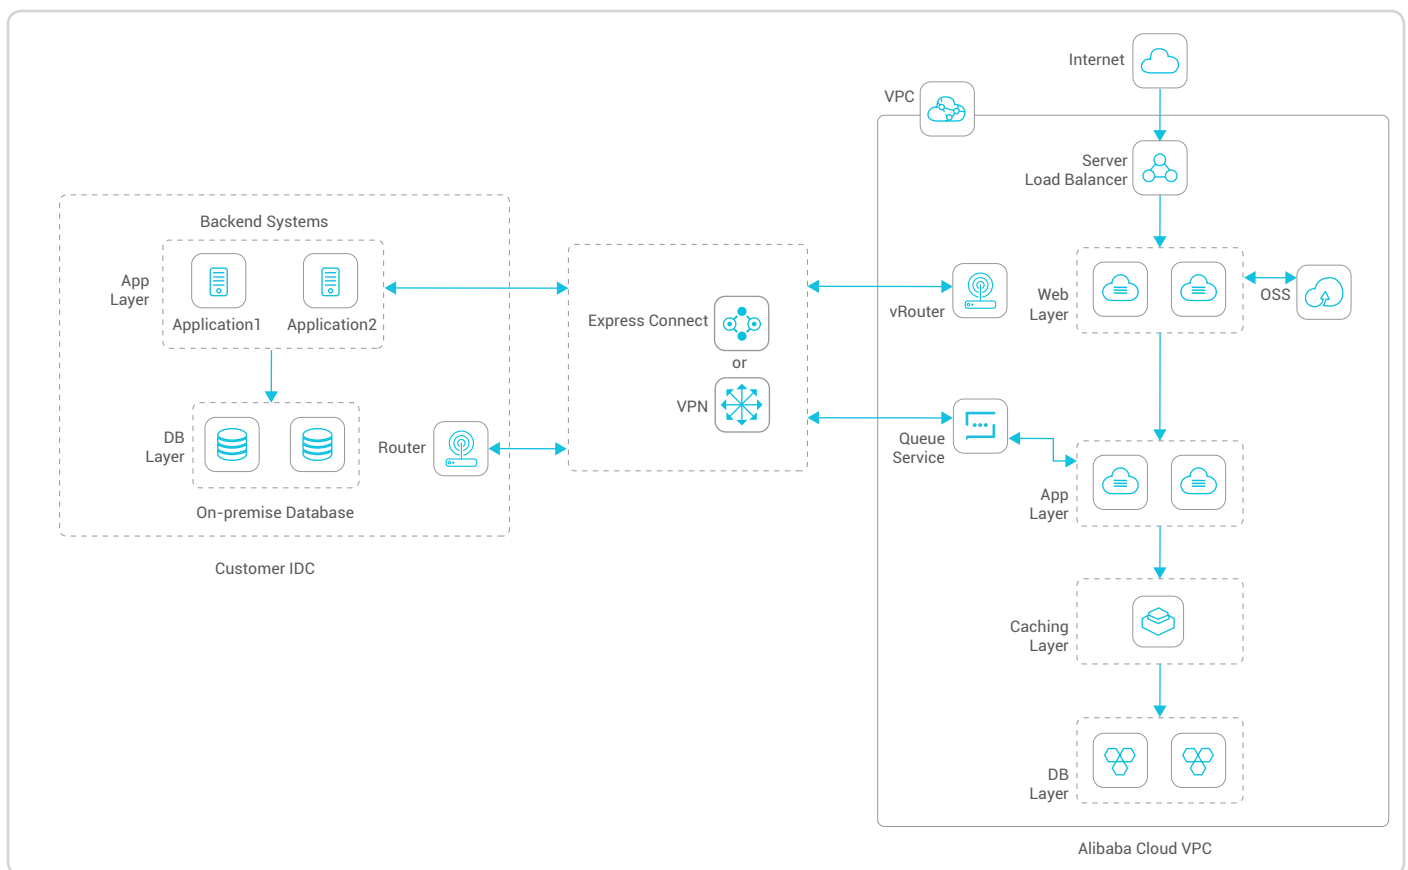 Internet
VPC
Server
Load Balancer
Backend Systems
App
Layer
Application1
Application2
Express Connect
or
VPN
vRouter
Web
Layer
OSS
DB
Layer
Router
On-premise Database
Customer IDC
Queue
Service
App
Layer
Caching
Layer
DB
Layer
Alibaba Cloud VPC